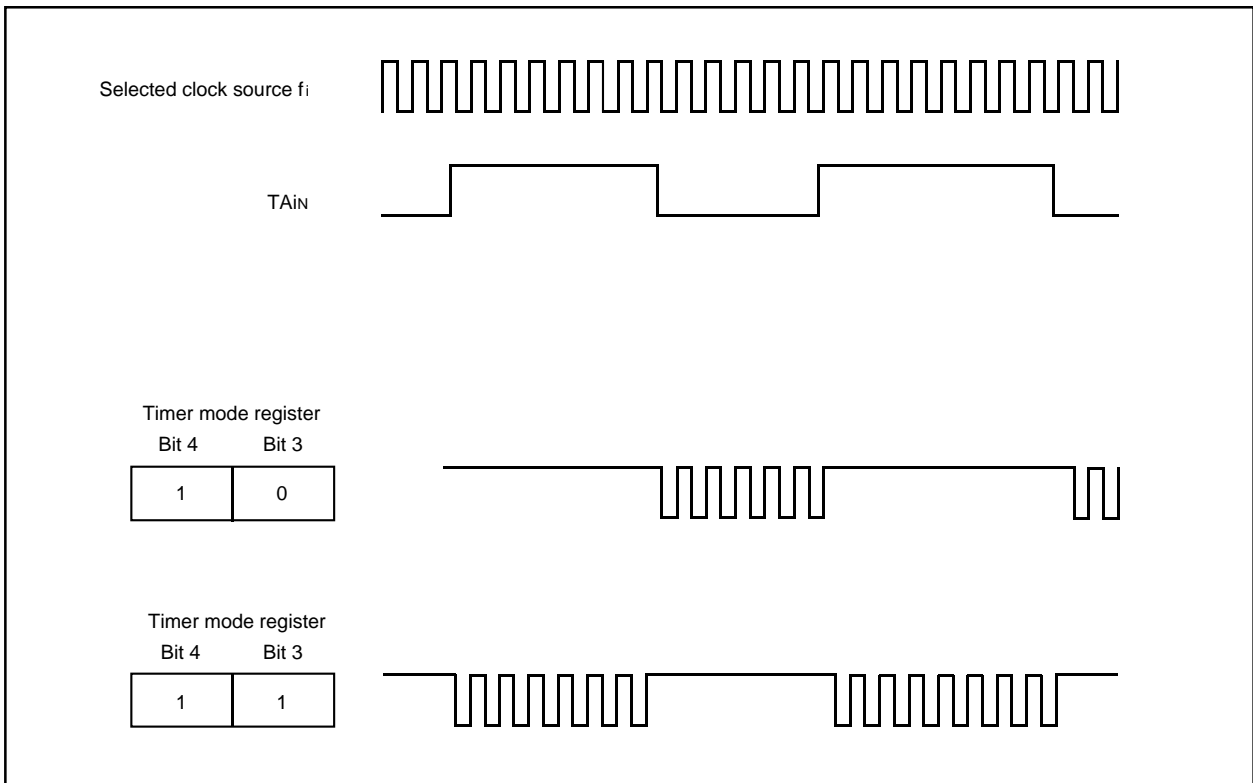 Selected clock source fi
TAiN
Timer mode register
Bit 4 Bit 3
1 0
Timer mode register
Bit 4 Bit 3
1 1